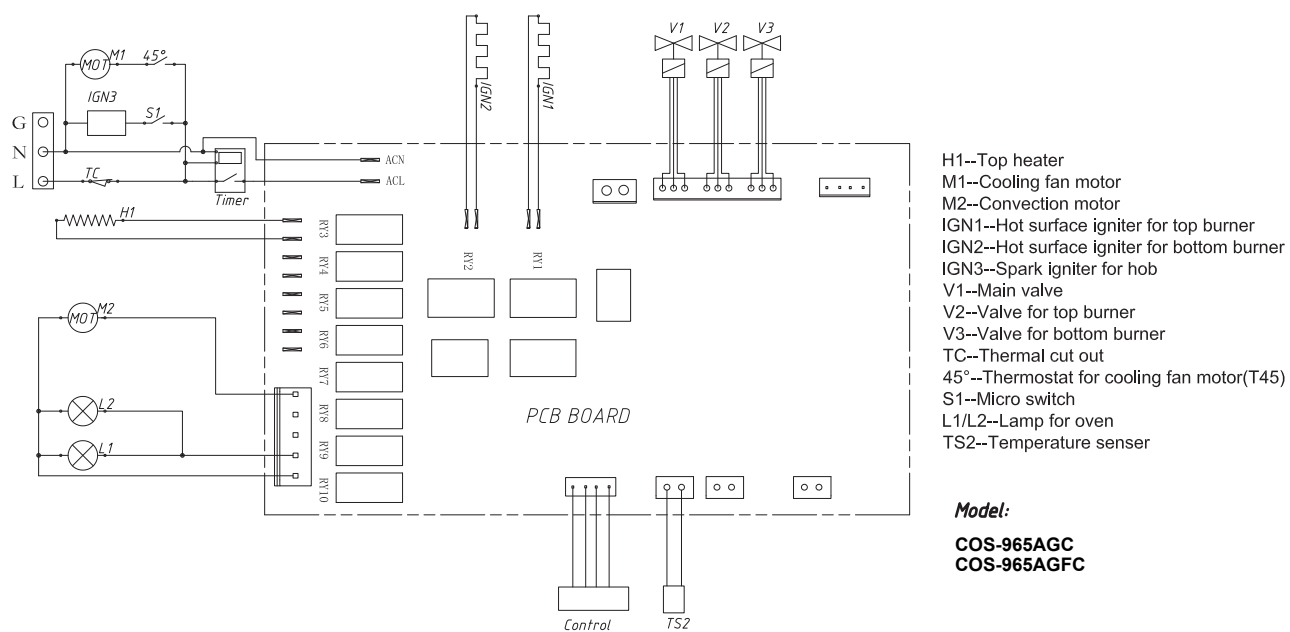 V1 V2 V3
M1 45°
MOT
IGN3
S1
IGN2
IGN1
G
N
L
TC
Timer
ACN
ACL
H1
RY3
RY4
RY5
RY6
RY7
RY8
RY9
RY10
RY2
RY1
M2
MOT
L2
L1
PCB BOARD
Control
TS2
H1--Top heater
M1--Cooling fan motor
M2--Convection motor
IGN1--Hot surface igniter for top burner
IGN2--Hot surface igniter for bottom burner
IGN3--Spark igniter for hob
V1--Main valve
V2--Valve for top burner
V3--Valve for bottom burner
TC--Thermal cut out
45°--Thermostat for cooling fan motor(T45)
S1--Micro switch
L1/L2--Lamp for oven
TS2--Temperature senser
Model:
COS-965AGC
COS-965AGFC